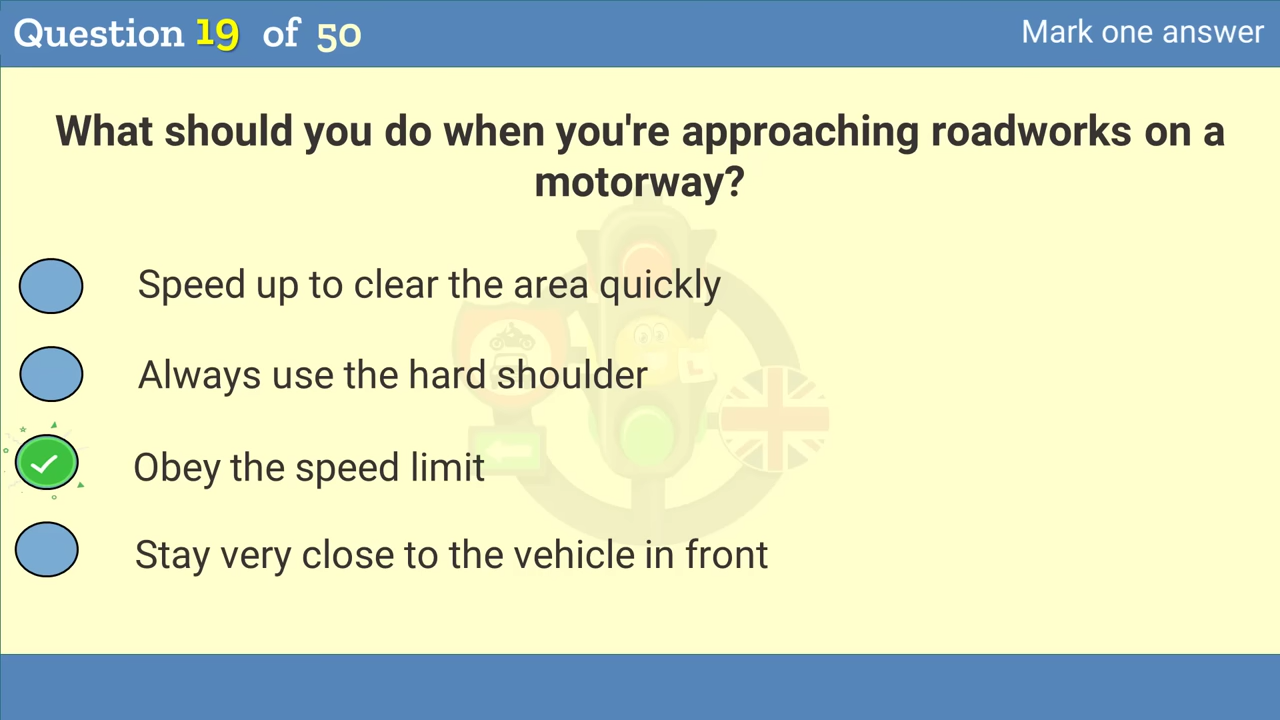 Question 19 of 50
Mark one answer
What should you do when you're approaching roadworks on a
motorway?
Speed up to clear the area quickly
Always use the hard shoulder
Obey the speed limit
Stay very close to the vehicle in front